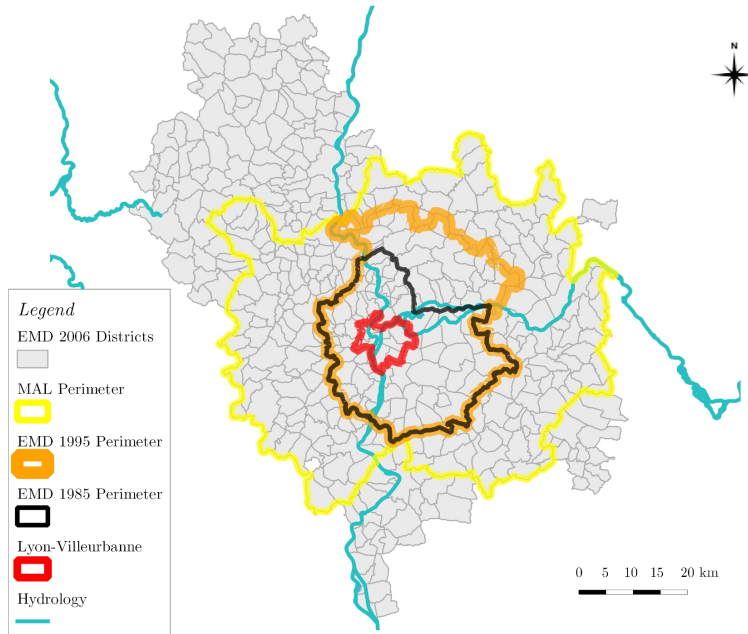 N
Legend
EMD 2006 Districts
MAL Perimeter
EMD 1995 Perimeter
EMD 1985 Perimeter
Lyon-Villeurbanne
Hydrology
0 5 10 15 20 km